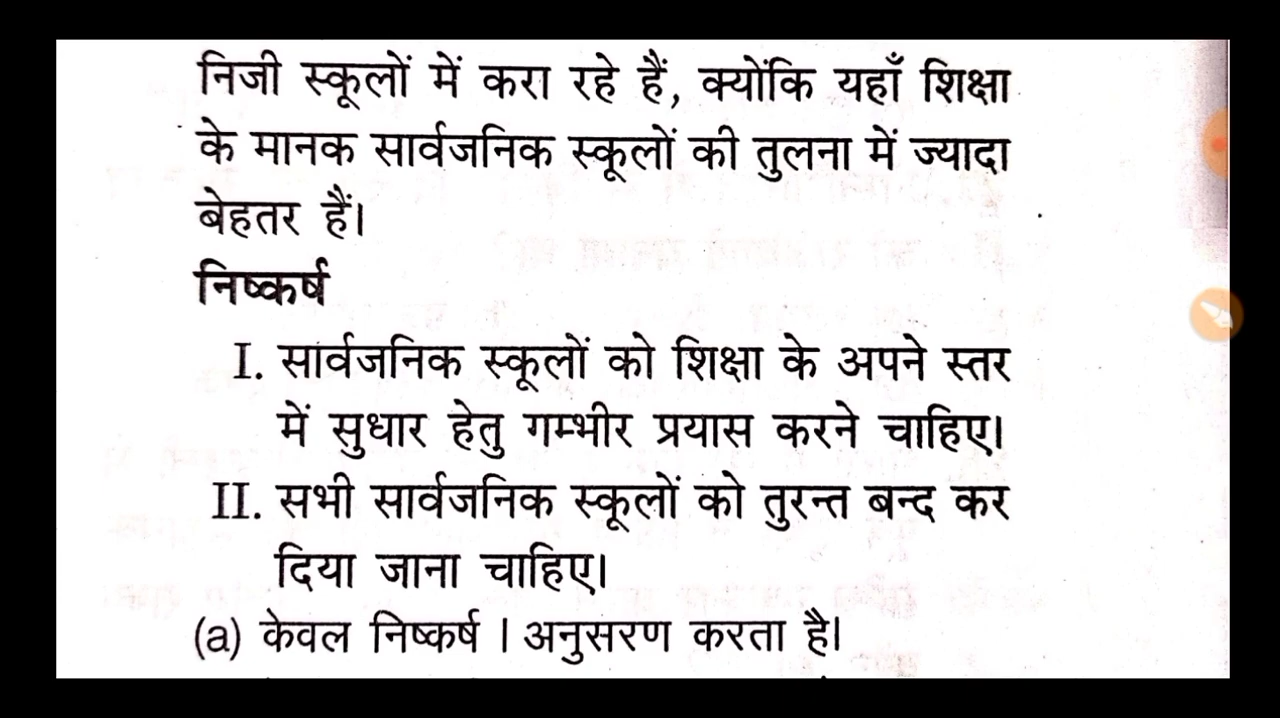 निजी स्कूलों में करा रहे हैं, क्योंकि यहाँ शिक्षा
के मानक सार्वजनिक स्कूलों की तुलना में ज्यादा
बेहतर हैं।
निष्कर्ष
I. सार्वजनिक स्कूलों को शिक्षा के अपने स्तर
में सुधार हेतु गम्भीर प्रयास करने चाहिए।
II. सभी सार्वजनिक स्कूलों को तुरन्त बन्द कर
दिया जाना चाहिए।
(a) केवल निष्कर्ष I अनुसरण करता है।